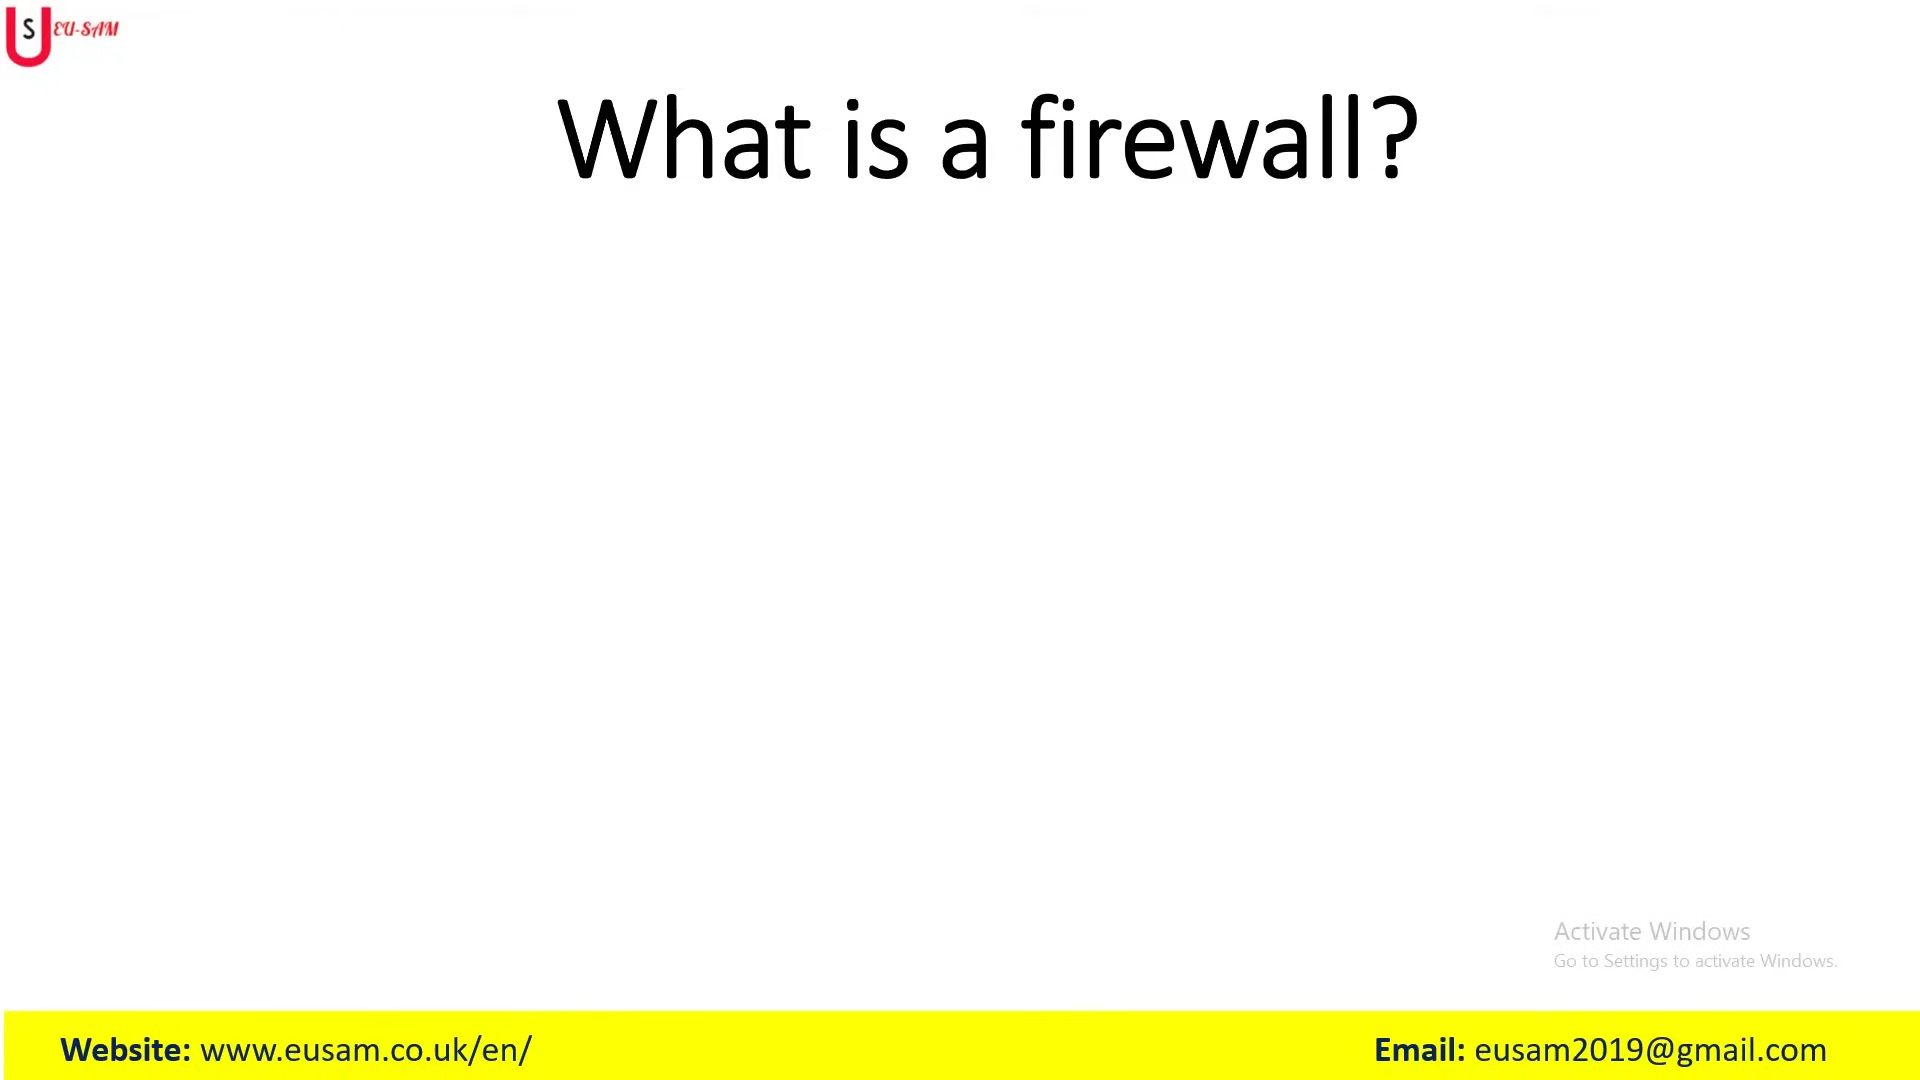 S EU-SAM
What is a firewall?
Activate Windows
Go to Settings to activate Windows.
Website: www.eusam.co.uk/en/ Email: eusam2019@gmail.com